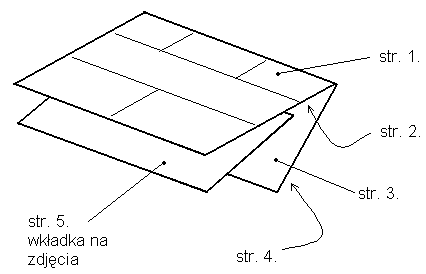 str. 1.
str. 2.
str. 3.
str. 4.
str. 5.
wkładka na
zdjęcia